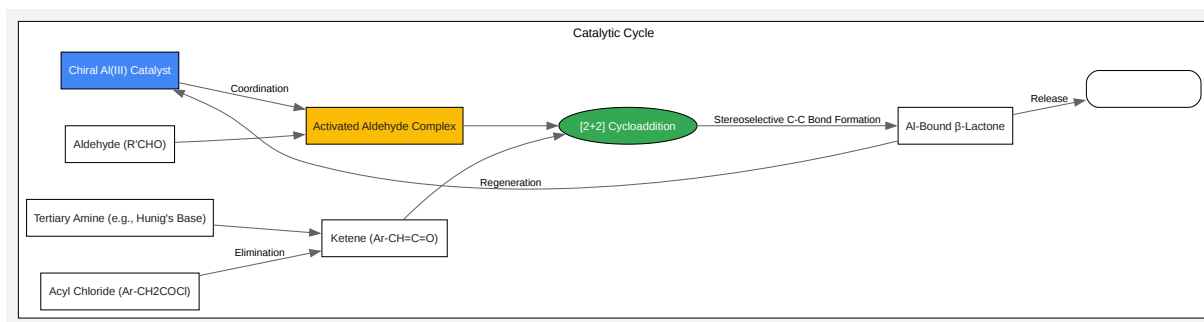 Catalytic Cycle
Chiral Al(III) Catalyst
Coordination
Release
Aldehyde (R'CHO)
Activated Aldehyde Complex
[2+2] Cycloaddition
Stereoselective C-C Bond Formation
Al-Bound β-Lactone
Regeneration
Tertiary Amine (e.g., Hunig's Base)
Ketene (Ar-CH=C=O)
Elimination
Acyl Chloride (Ar-CH2COCl)